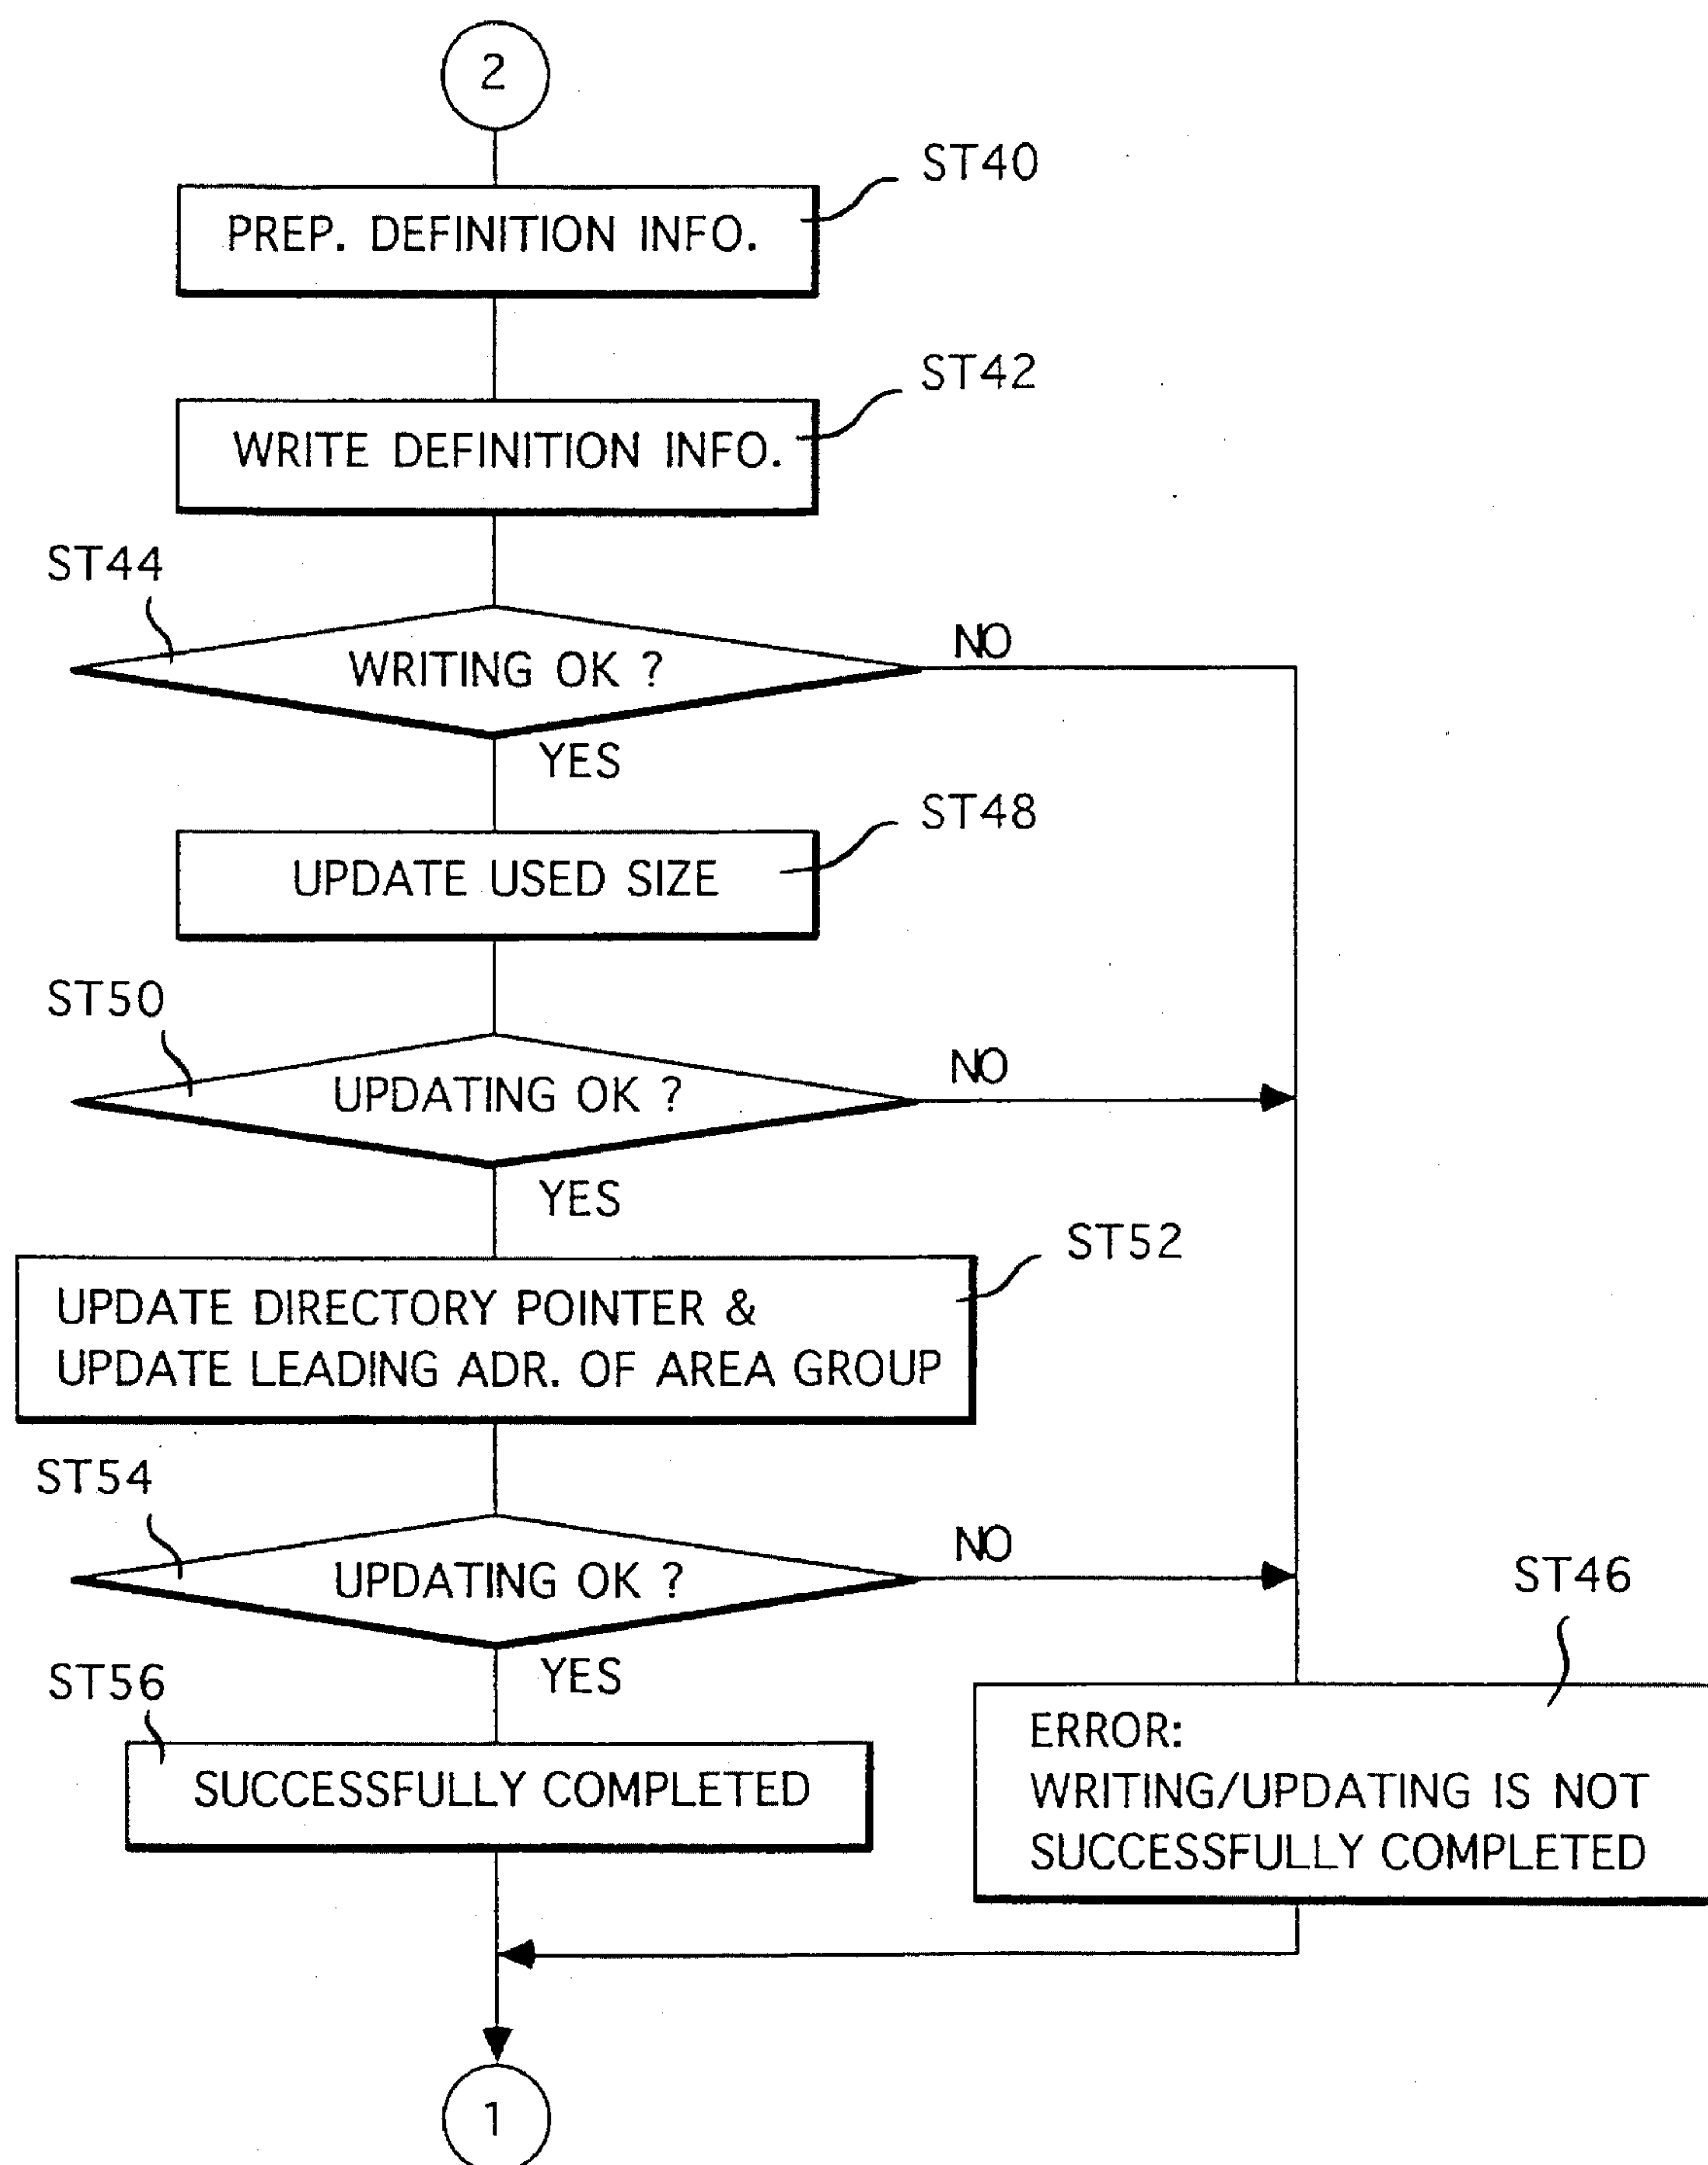 2
ST40
PREP. DEFINITION INFO.
ST42
WRITE DEFINITION INFO.
ST44
WRITING OK ?
NO
YES
ST48
UPDATE USED SIZE
ST50
UPDATING OK ?
NO
YES
ST52
UPDATE DIRECTORY POINTER &
UPDATE LEADING ADR. OF AREA GROUP
ST54
UPDATING OK ?
NO
YES
ST46
ERROR:
WRITING/UPDATING IS NOT
SUCCESSFULLY COMPLETED
ST56
SUCCESSFULLY COMPLETED
1